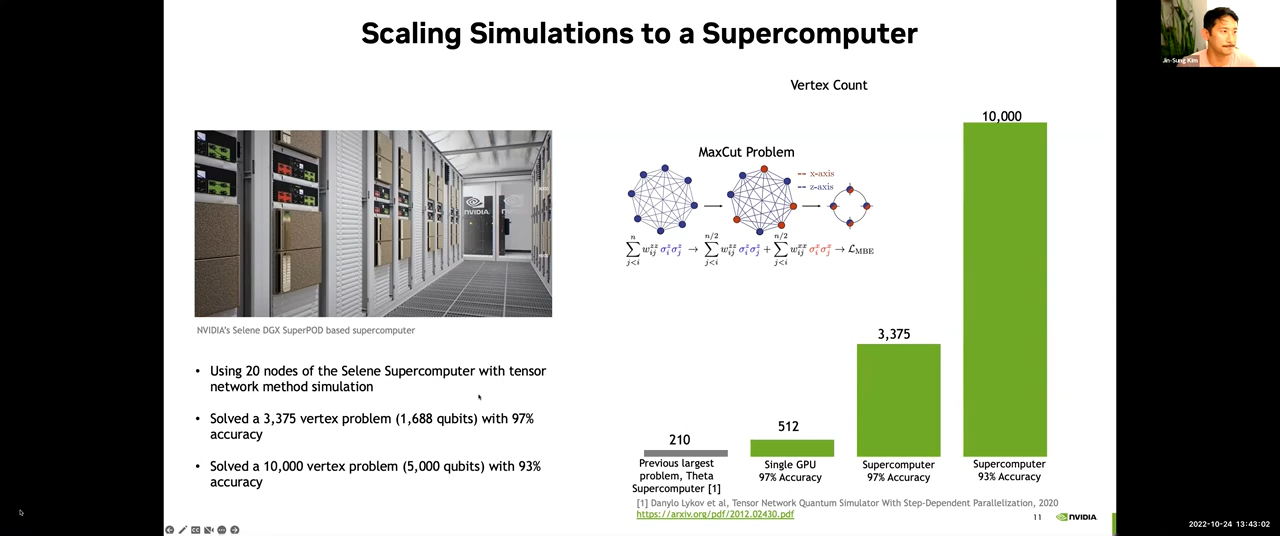 Scaling Simulations to a Supercomputer
Jin-Sung Kim
Vertex Count
10,000
MaxCut Problem
x-axis
z-axis
NVIDIA
3,375
NVIDIA's Selene DGX SuperPOD based supercomputer
• Using 20 nodes of the Selene Supercomputer with tensor
network method simulation
• Solved a 3,375 vertex problem (1,688 qubits) with 97%
accuracy
• Solved a 10,000 vertex problem (5,000 qubits) with 93%
accuracy
210
512
Previous largest
problem, Theta
Supercomputer [1]
Single GPU
97% Accuracy
Supercomputer
97% Accuracy
Supercomputer
93% Accuracy
[1] Danylo Lykov et al, Tensor Network Quantum Simulator With Step-Dependent Parallelization, 2020
https://arxiv.org/pdf/2012.02430.pdf
11
NVIDIA
2022-10-24 13:43:02